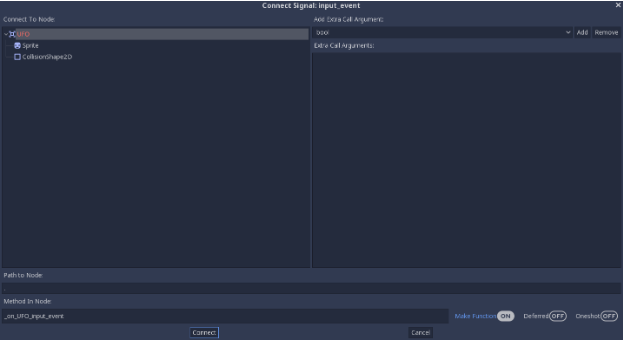 Connect Signal: input_event
Connect To Node:
UFO
Sprite
CollisionShape2D
Add Extra Call Argument:
bool Add Remove
Extra Call Arguments:
Path to Node:
.
Method In Node:
_on_UFO_input_event
Make Function ON Deferred OFF Oneshot OFF
Connect Cancel